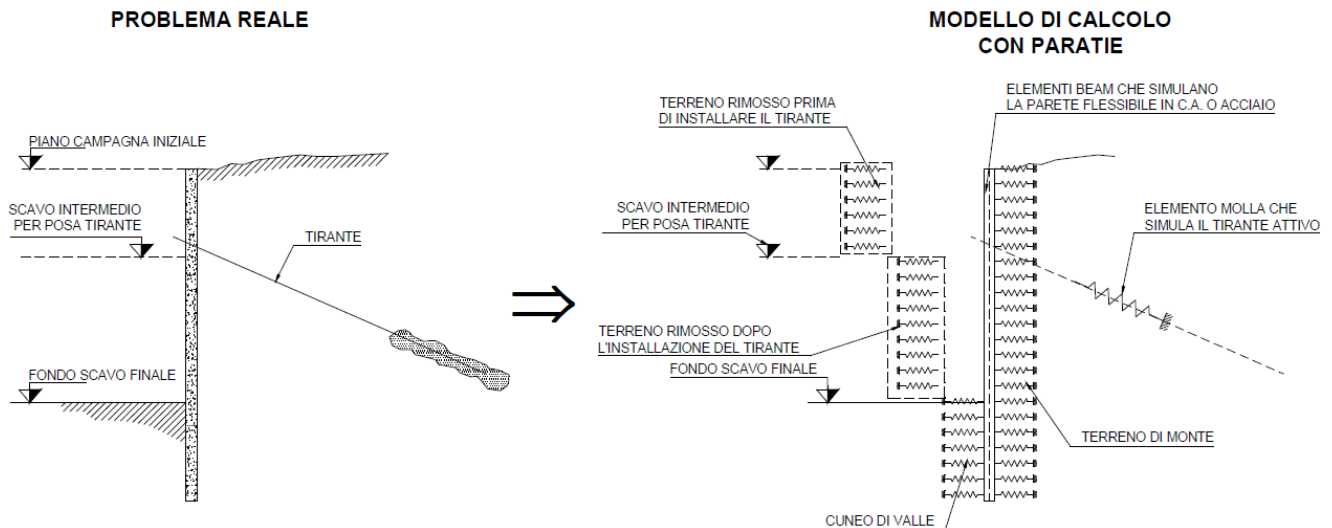 PROBLEMA REALE
PIANO CAMPAGNA INIZIALE
SCAVO INTERMEDIO
PER POSA TIRANTE
TIRANTE
FONDO SCAVO FINALE
MODELLO DI CALCOLO
CON PARATIE
TERRENO RIMOSSO PRIMA
DI INSTALLARE IL TIRANTE
ELEMENTI BEAM CHE SIMULANO
LA PARETE FLESSIBILE IN C.A. O ACCIAIO
SCAVO INTERMEDIO
PER POSA TIRANTE
ELEMENTO MOLLA CHE
SIMULA IL TIRANTE ATTIVO
TERRENO RIMOSSO DOPO
L'INSTALLAZIONE DEL TIRANTE
FONDO SCAVO FINALE
TERRENO DI MONTE
CUNEO DI VALLE